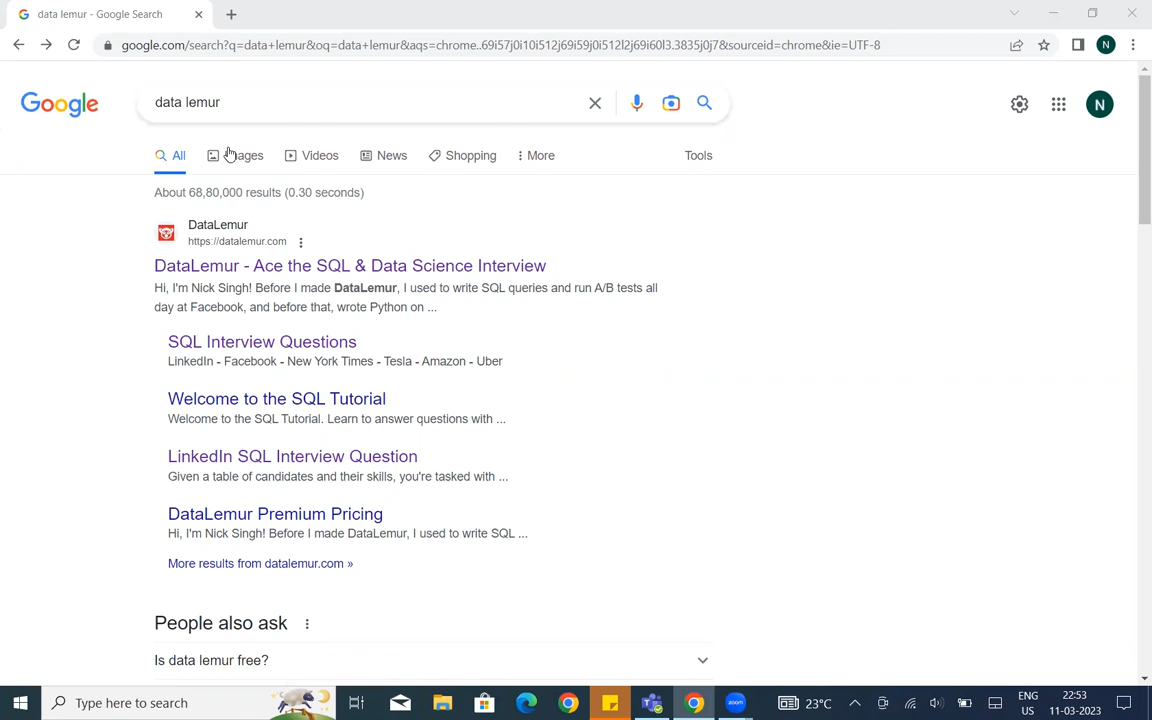 data lemur - Google Search
google.com/search?q=data+lemur&oq=data+lemur&aqs=chrome..69i57j0i10i512j69i59j0i512l2j69i60l3.3835j0j7&sourceid=chrome&ie=UTF-8
N
Google
data lemur
N
All
Videos
News
Shopping
More
Tools
About 68,80,000 results (0.30 seconds)
DataLemur
https://datalemur.com
DataLemur - Ace the SQL & Data Science Interview
Hi, I'm Nick Singh! Before I made DataLemur, I used to write SQL queries and run A/B tests all
day at Facebook, and before that, wrote Python on ...
SQL Interview Questions
LinkedIn - Facebook - New York Times - Tesla - Amazon - Uber
Welcome to the SQL Tutorial
Welcome to the SQL Tutorial. Learn to answer questions with ...
LinkedIn SQL Interview Question
Given a table of candidates and their skills, you're tasked with ...
DataLemur Premium Pricing
Hi, I'm Nick Singh! Before I made DataLemur, I used to write SQL ...
More results from datalemur.com »
People also ask
Is data lemur free?
Type here to search
zoom
23°C
ENG
US
22:53
11-03-2023